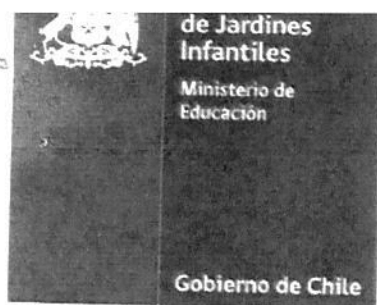 de Jardines
Infantiles
Ministerio de
Educación
Gobierno de Chile